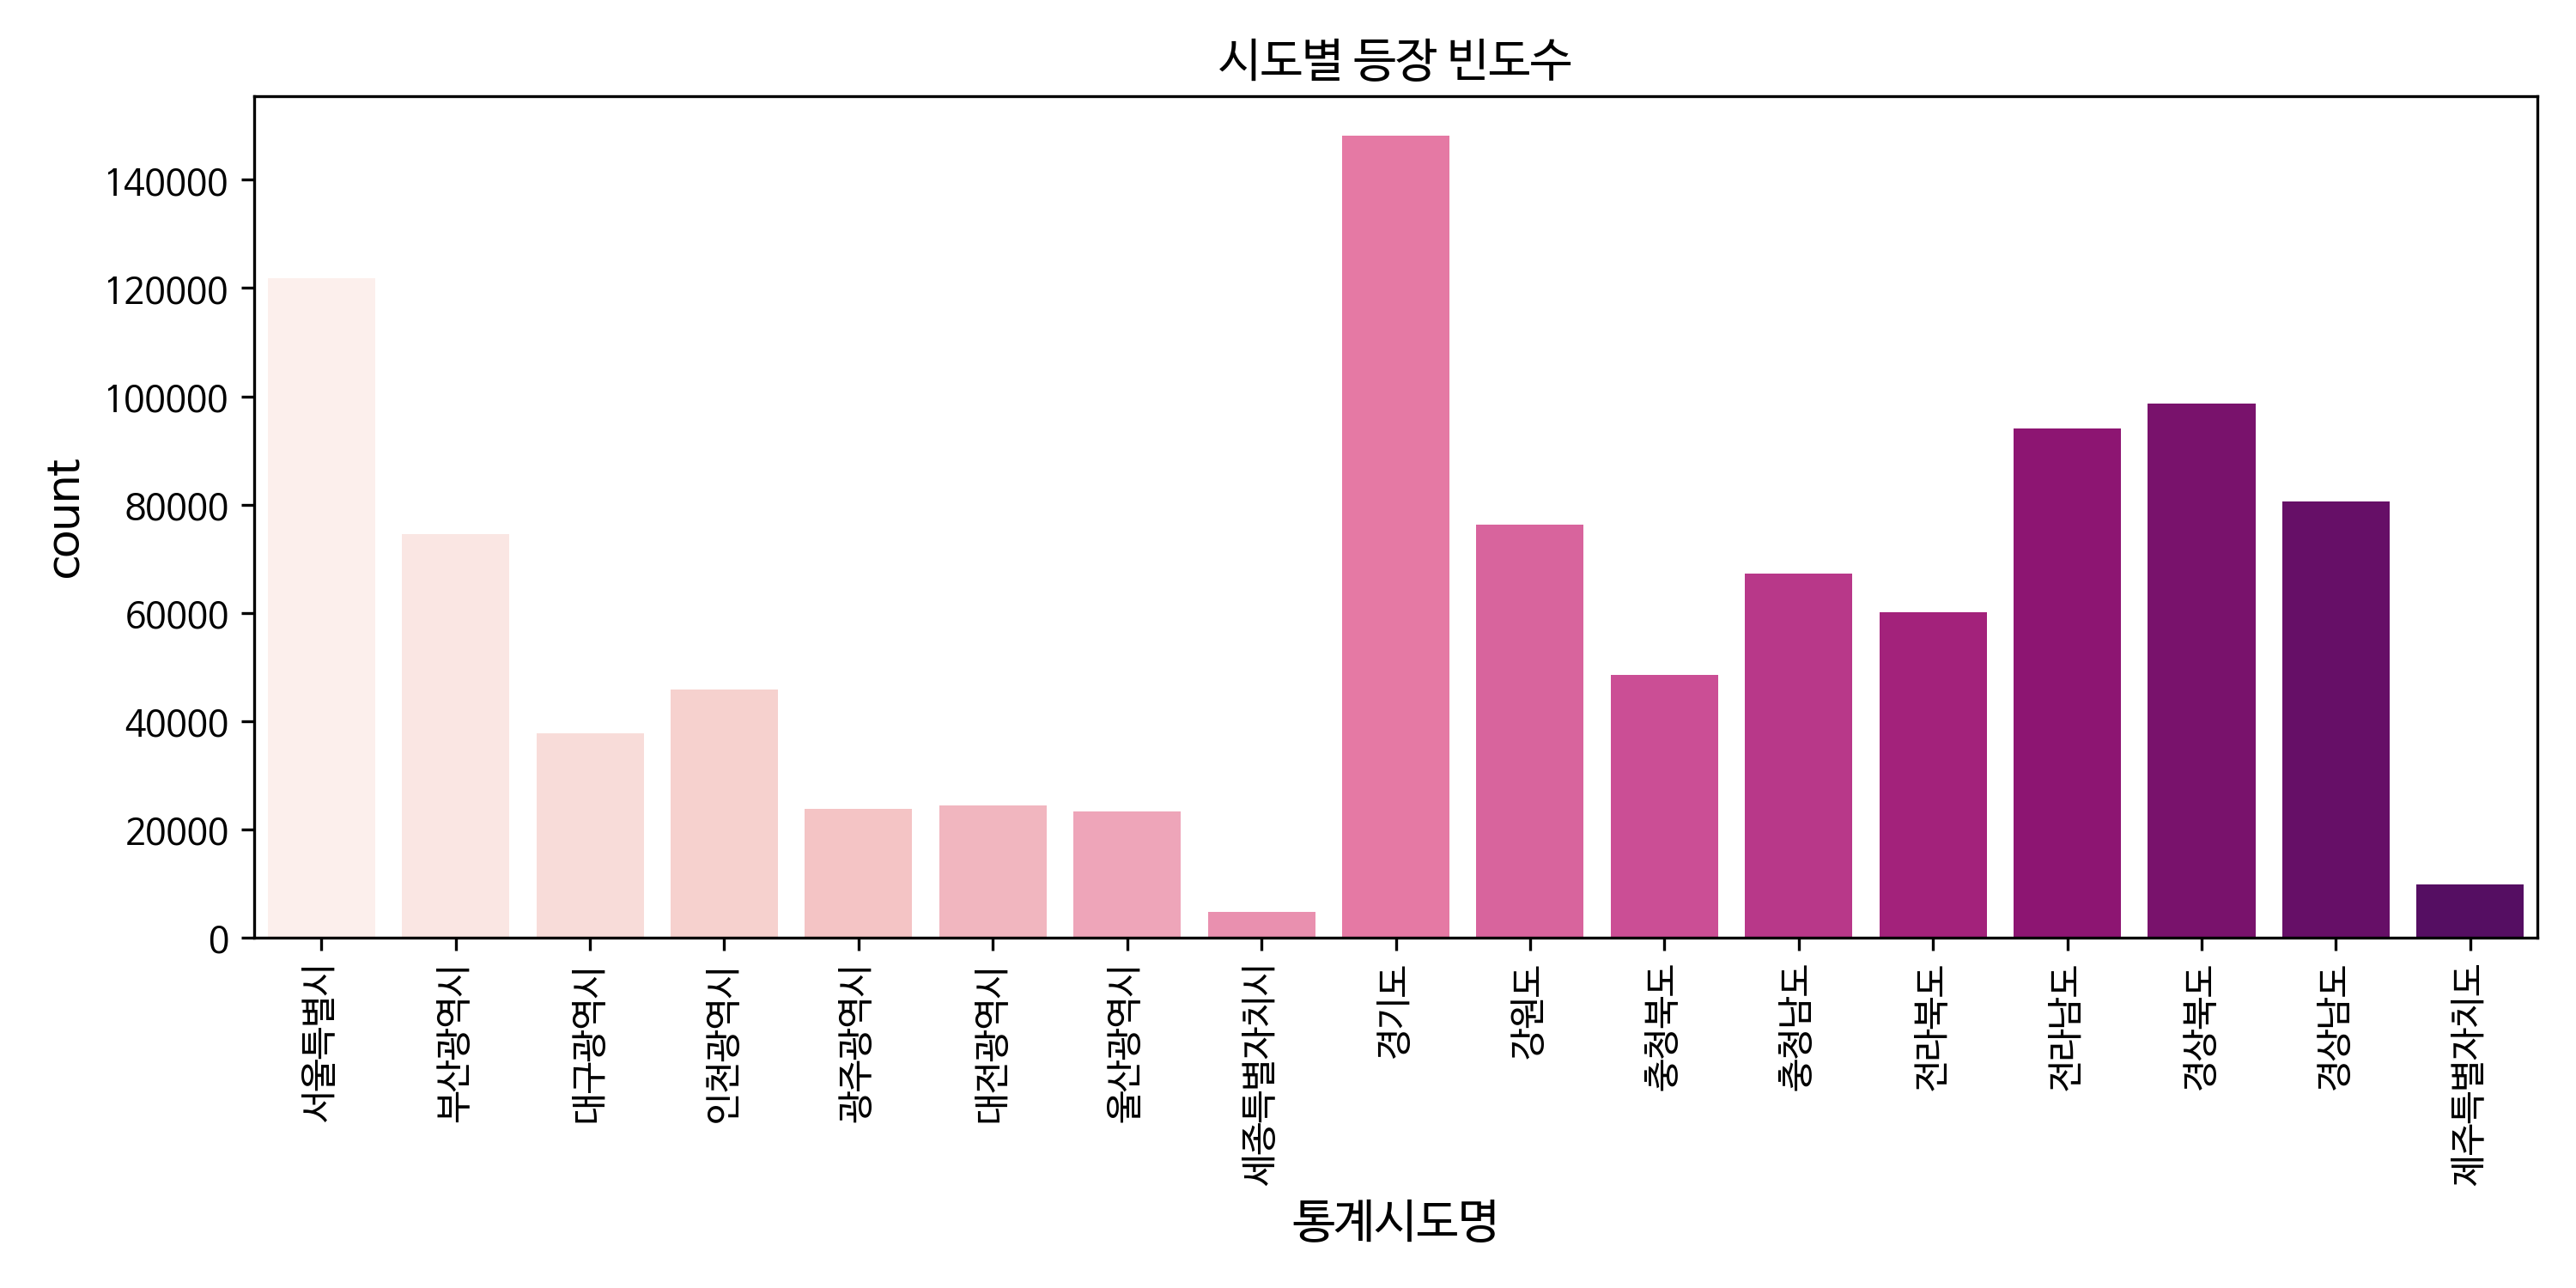 시도별 등장 빈도수
count
140000
120000
100000
80000
60000
40000
20000
0
서울특별시
부산광역시
대구광역시
인천광역시
광주광역시
대전광역시
울산광역시
세종특별자치시
경기도
강원도
충청북도
충청남도
전라북도
전라남도
경상북도
경상남도
제주특별자치도
통계시도명